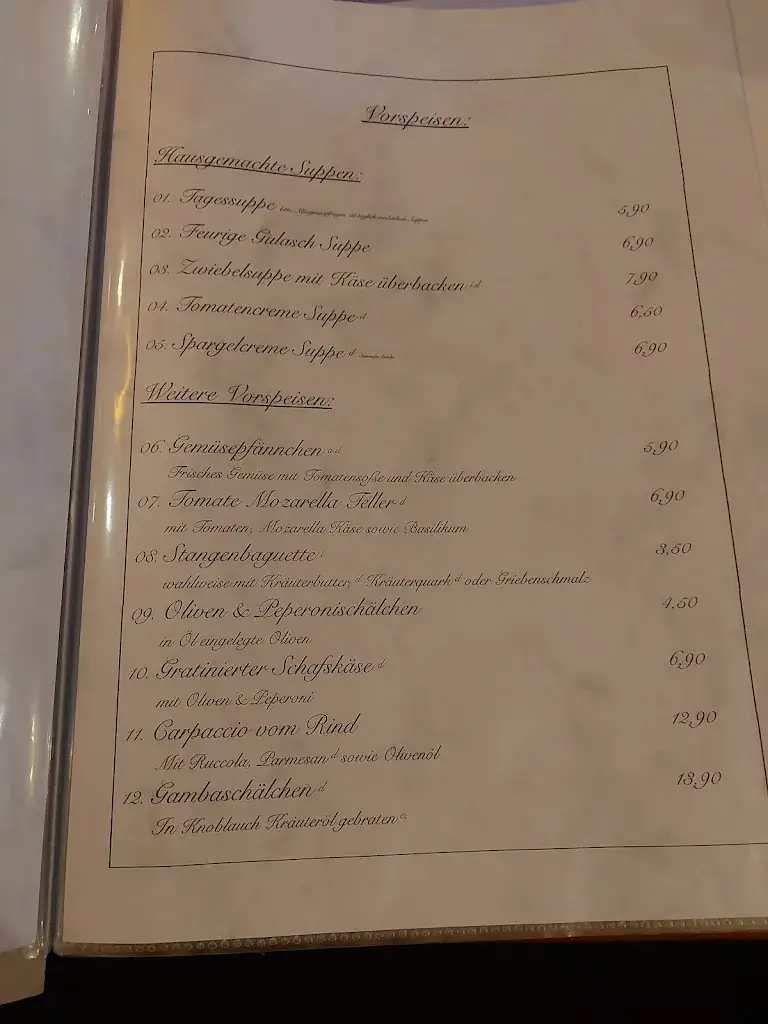 Vorspeisen:
Hausgemachte Suppen:
01. Tagessuppe 5,90
02. Feurige Gulasch Suppe 6,90
03. Zwiebelsuppe mit Käse überbacken i,d 7,90
04. Tomatencreme Suppe d 6,50
05. Spargelcreme Suppe d 6,90
Weitere Vorspeisen:
06. Gemüsepfännchen a,d 5,90
Frisches Gemüse mit Tomatensoße und Käse überbacken
07. Tomate Mozarella Teller d 6,90
mit Tomaten, Mozarella Käse sowie Basilikum
08. Stangenbaguette 3,50
wahlweise mit Kräuterbutter, d Kräuterquark d oder Griebenschmalz
09. Oliven & Peperonischälchen 4,50
in Öl eingelegte Oliven
10. Gratinierter Schafskäse d 6,90
mit Oliven & Peperoni
11. Carpaccio vom Rind 12,90
Mit Ruccola, Parmesan d sowie Olivenöl
12. Gambaschälchen d 13,90
In Knoblauch Kräuteröl gebraten